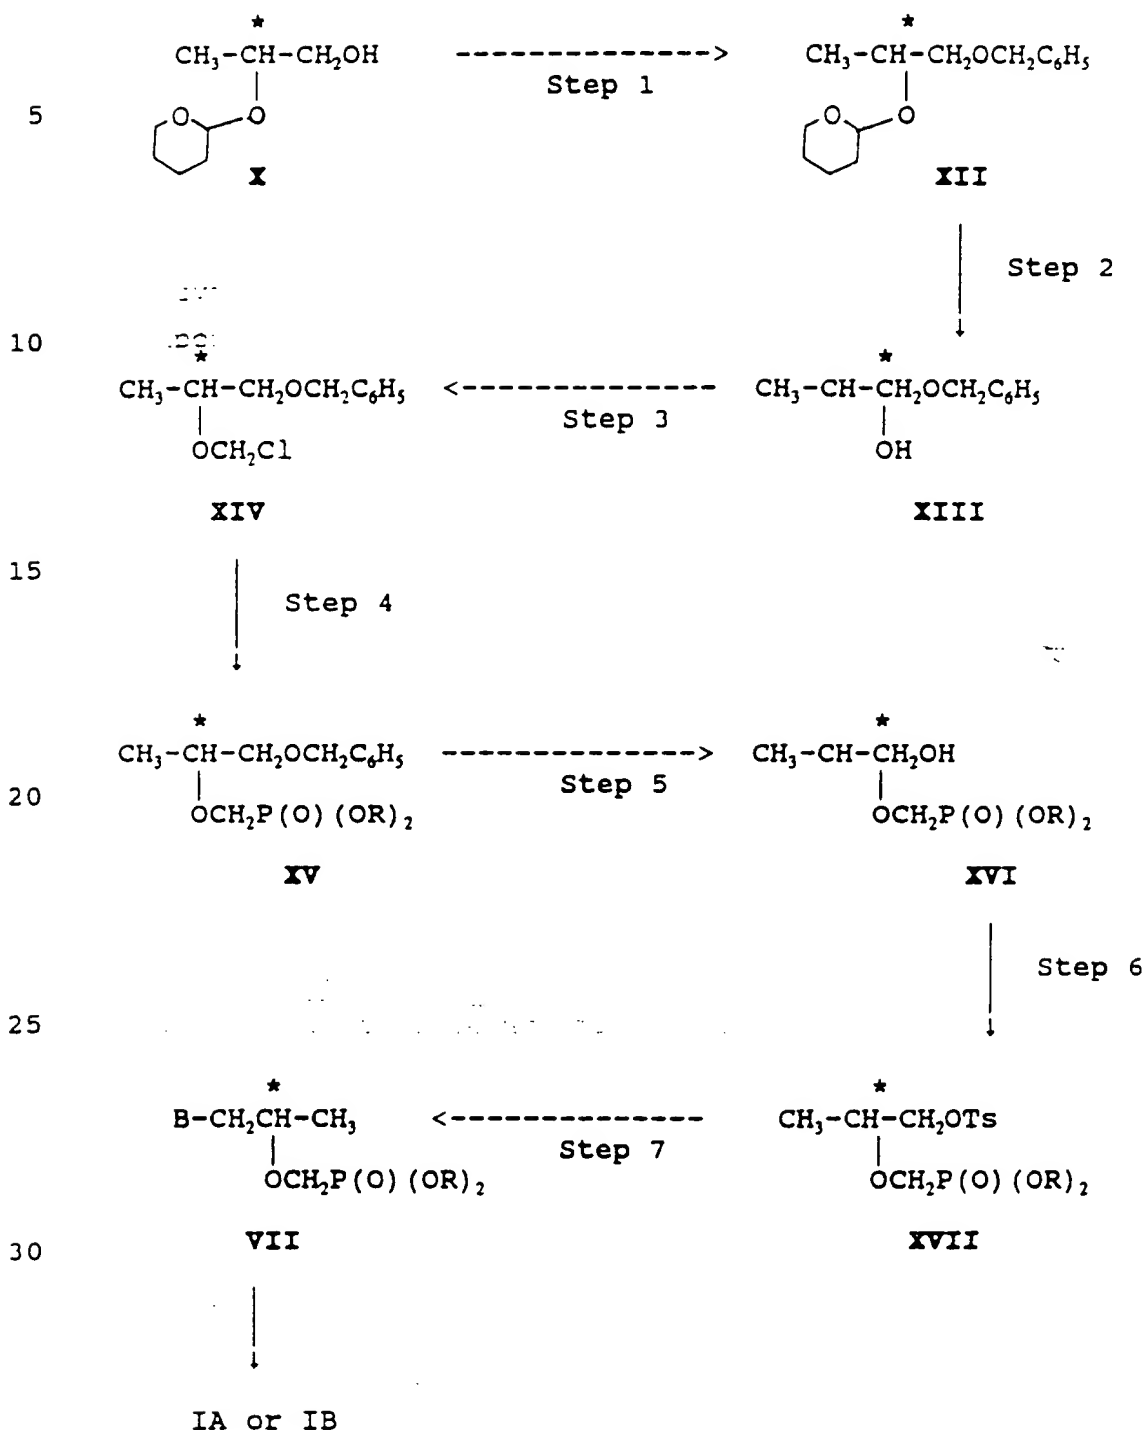 * *
CH₃-CH-CH₂OH --------------> CH₃-CH-CH₂OCH₂C₆H₅
Step 1
5 O O O O
X XII
Step 2
10
* *
CH₃-CH-CH₂OCH₂C₆H₅ <-------------- CH₃-CH-CH₂OCH₂C₆H₅
Step 3
OCH₂Cl OH
XIV XIII
15
Step 4
* *
CH₃-CH-CH₂OCH₂C₆H₅ --------------> CH₃-CH-CH₂OH
Step 5
20 OCH₂P(O)(OR)₂ OCH₂P(O)(OR)₂
XV XVI
Step 6
25
* *
B-CH₂CH-CH₃ <-------------- CH₃-CH-CH₂OTs
Step 7
OCH₂P(O)(OR)₂ OCH₂P(O)(OR)₂
30 VII XVII
IA or IB